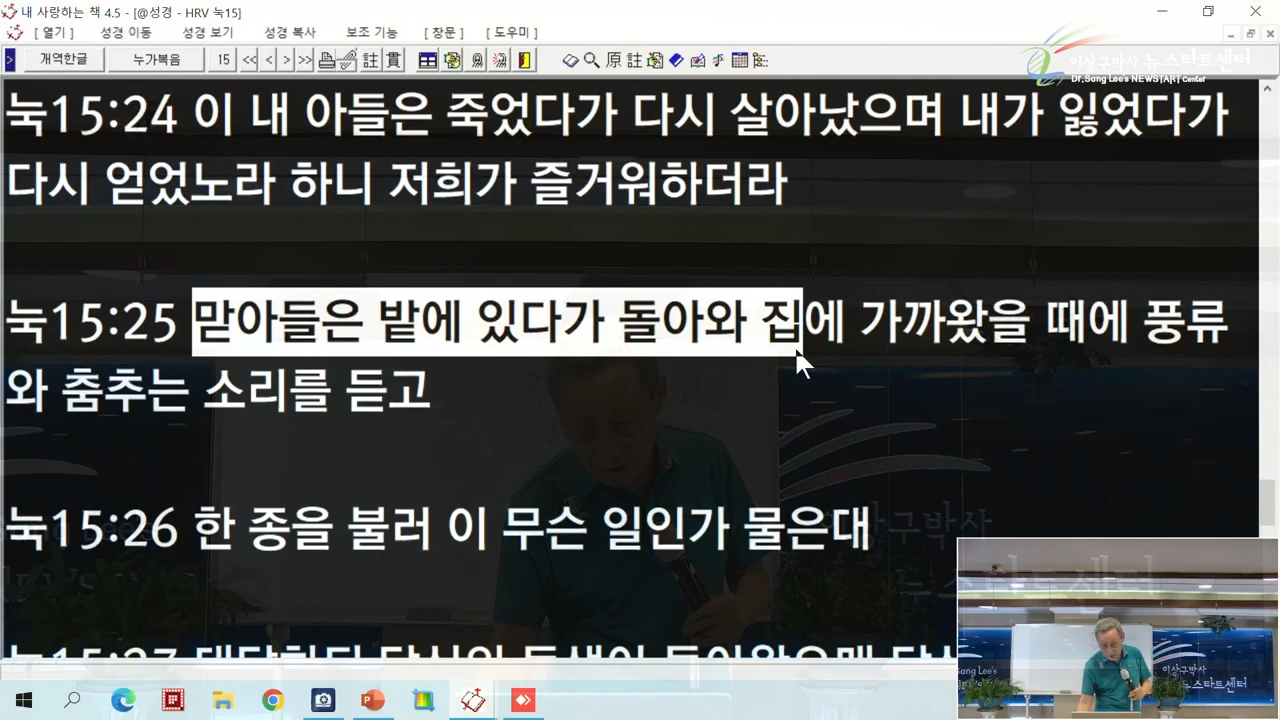 내 사랑하는 책 4.5 - [@성경 - HRV 눅15]
[ 열기 ] 성경 이동 성경 보기 성경 복사 보조 기능 [ 창문 ] [ 도우미 ]
개역한글 누가복음 15 << < > >> 註 貫 原 註
이상구박사 뉴스타트센터
Dr.Sang Lee's NEWSTART Center
눅15:24 이 내 아들은 죽었다가 다시 살아났으며 내가 잃었다가
다시 얻었노라 하니 저희가 즐거워하더라
눅15:25 맏아들은 밭에 있다가 돌아와 집에 가까왔을 때에 풍류
와 춤추는 소리를 듣고
눅15:26 한 종을 불러 이 무슨 일인가 물은대
Sang Lee's
이상구박사
뉴스타트센터